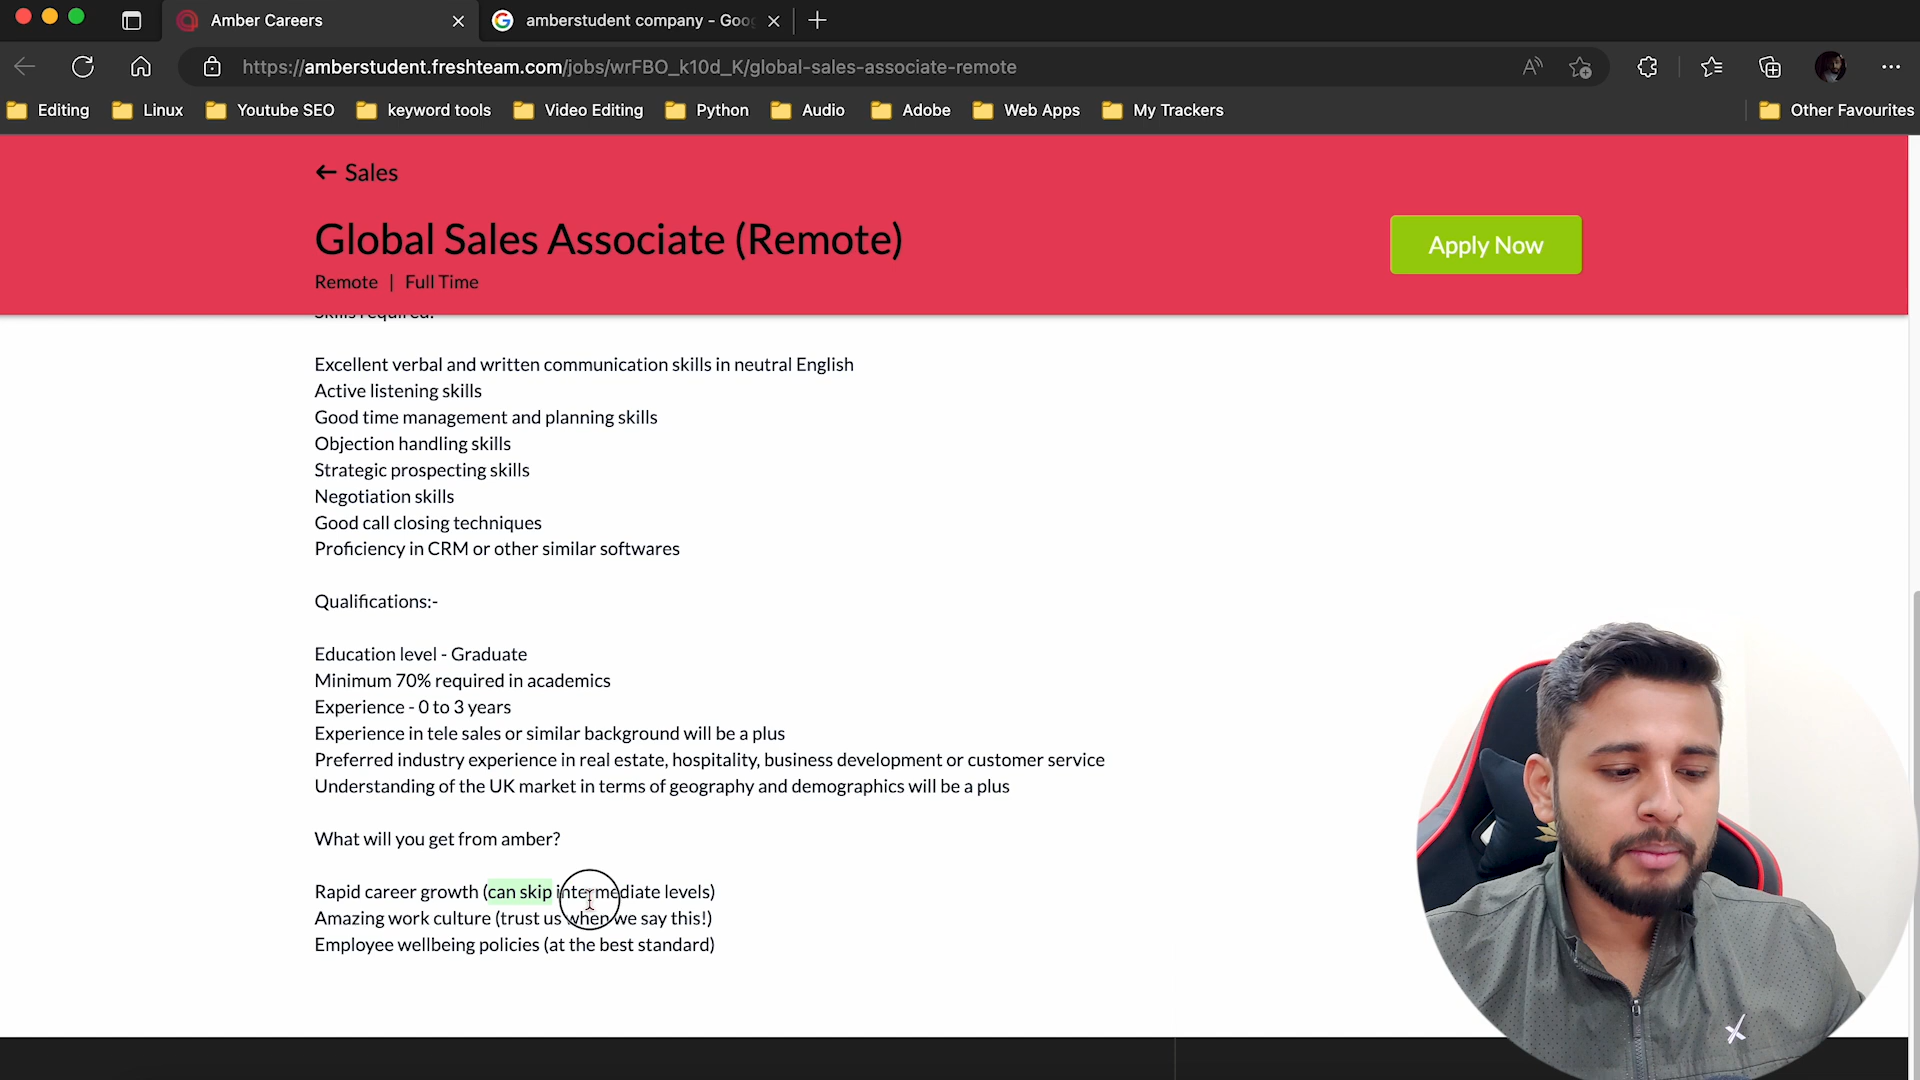 Amber Careers
amberstudent company - Goo
https://amberstudent.freshteam.com/jobs/wrFBO_k10d_K/global-sales-associate-remote
Editing
Linux
Youtube SEO
keyword tools
Video Editing
Python
Audio
Adobe
Web Apps
My Trackers
Other Favourites
← Sales
Global Sales Associate (Remote)
Remote | Full Time
Apply Now
Skills required:
Excellent verbal and written communication skills in neutral English
Active listening skills
Good time management and planning skills
Objection handling skills
Strategic prospecting skills
Negotiation skills
Good call closing techniques
Proficiency in CRM or other similar softwares
Qualifications:-
Education level - Graduate
Minimum 70% required in academics
Experience - 0 to 3 years
Experience in tele sales or similar background will be a plus
Preferred industry experience in real estate, hospitality, business development or customer service
Understanding of the UK market in terms of geography and demographics will be a plus
What will you get from amber?
Rapid career growth (can skip intermediate levels)
Amazing work culture (trust us when we say this!)
Employee wellbeing policies (at the best standard)